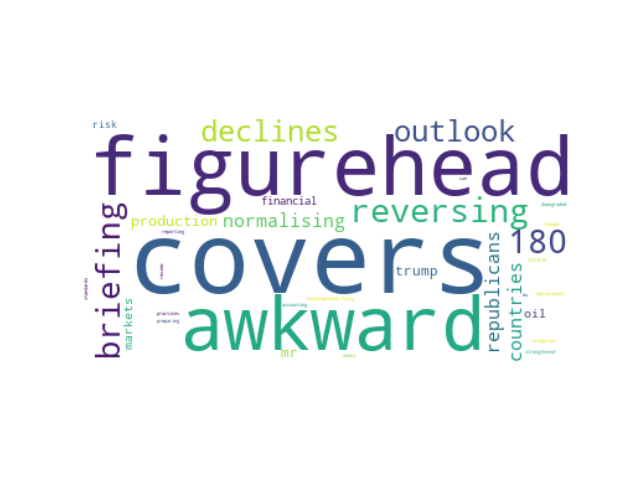 risk
declines
outlook
figurehead
financial
reversing
production
normalising
reporting
briefing
covers
180
trump
republicans
countries
markets
awkward
oil
mr
practices
preparing
accounting
standards
strengthened